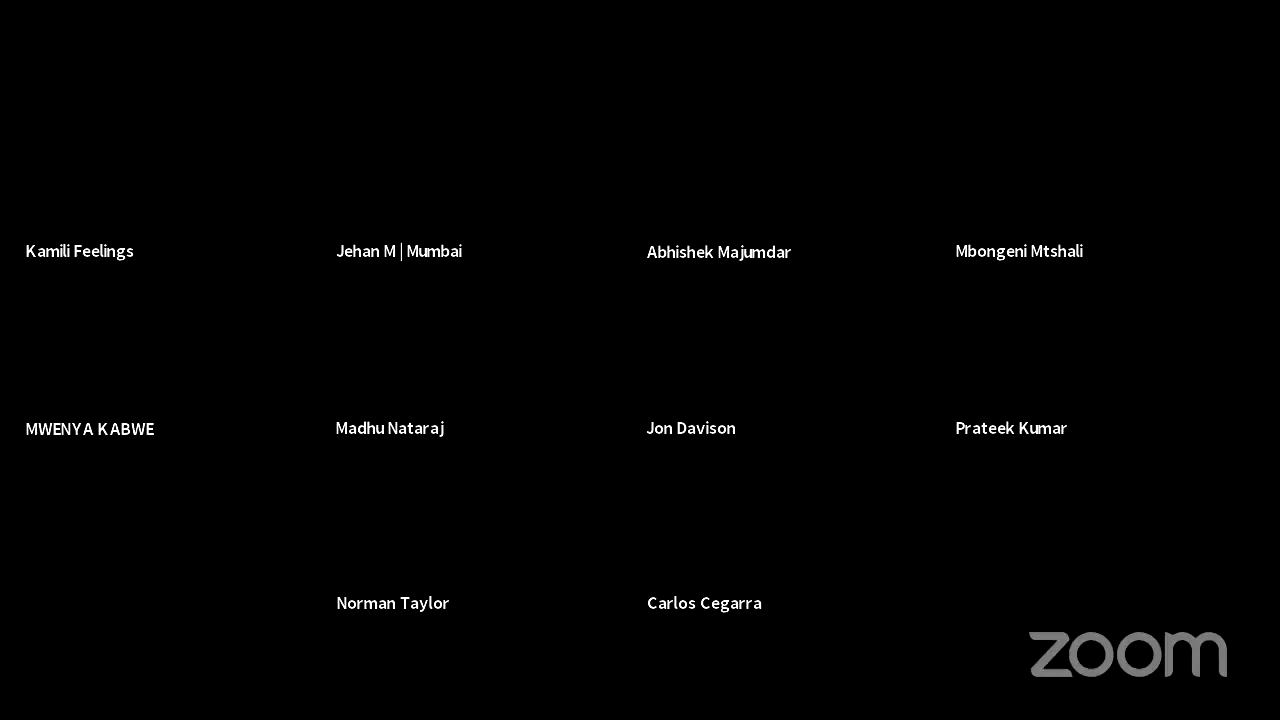 Kamili Feelings
Jehan M | Mumbai
Abhishek Majumdar
Mbongeni Mtshali
MWENYA KABWE
Madhu Nataraj
Jon Davison
Prateek Kumar
Norman Taylor
Carlos Cegarra
zoom